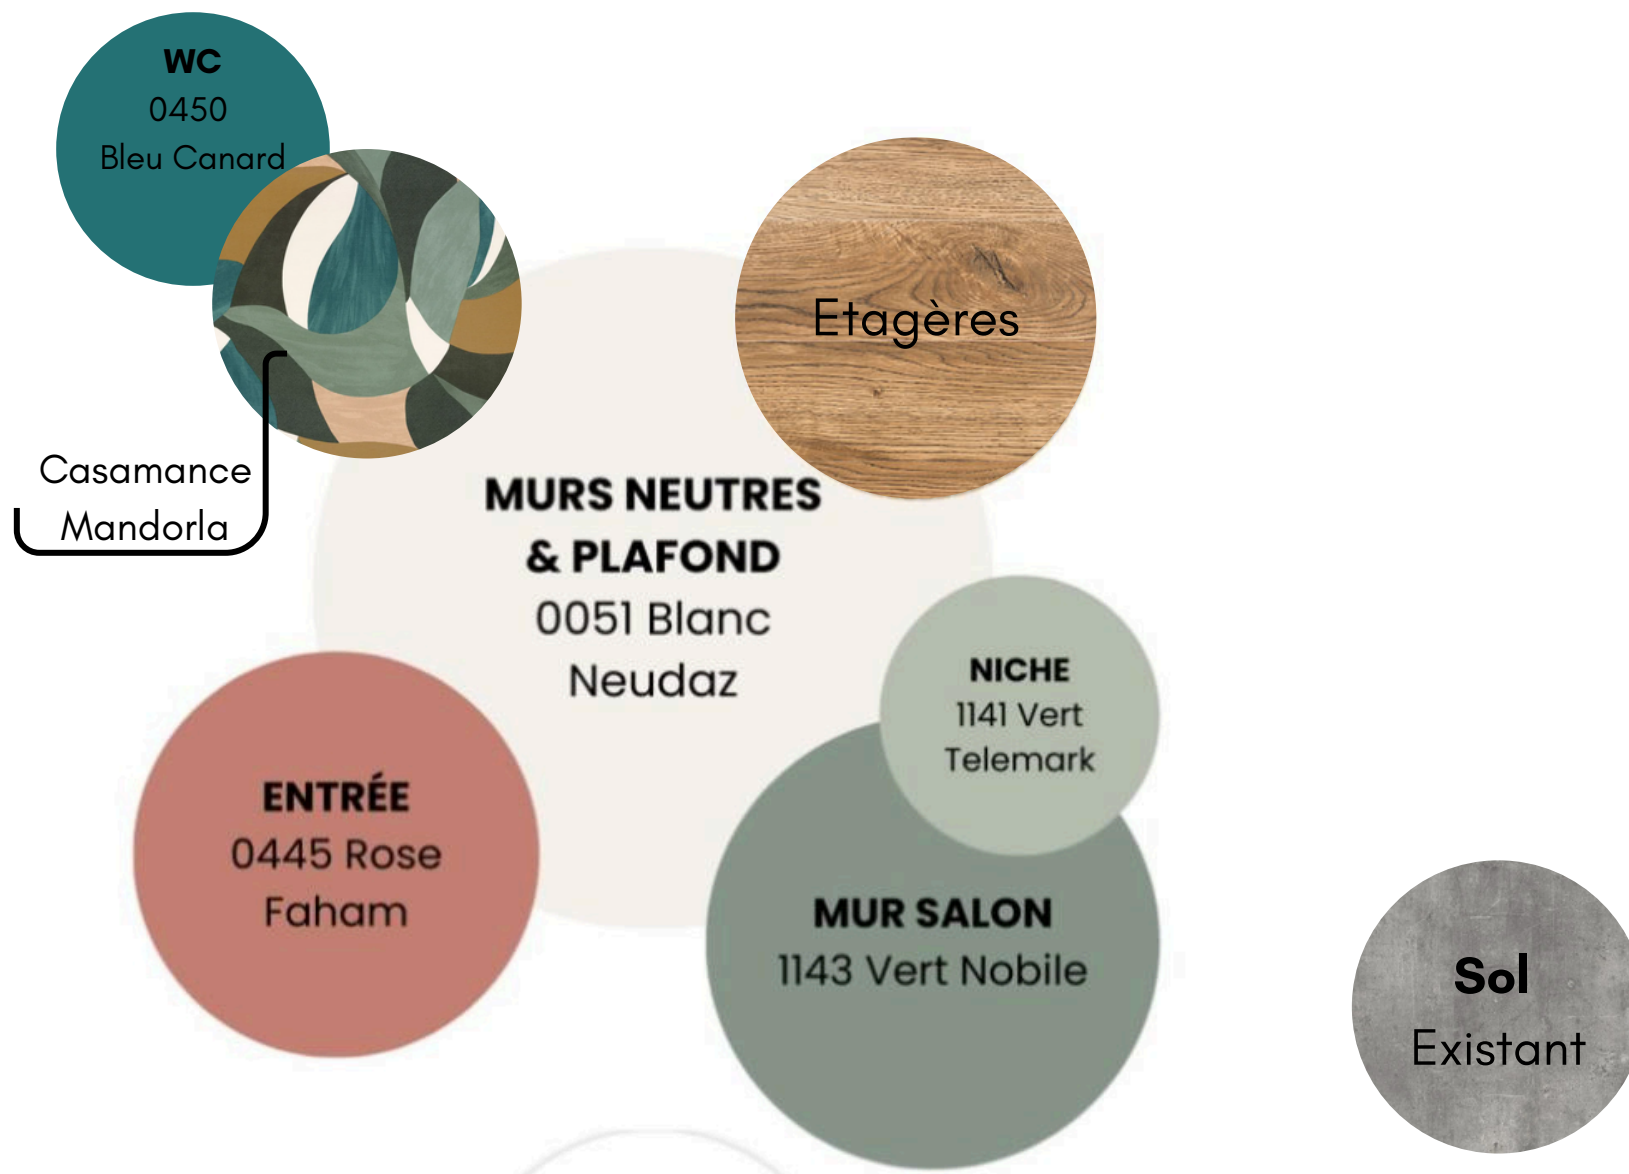 WC
0450
Bleu Canard
Etagères
Casamance
Mandorla
MURS NEUTRES
& PLAFOND
0051 Blanc
Neudaz
NICHE
1141 Vert
Telemark
ENTRÉE
0445 Rose
Faham
MUR SALON
1143 Vert Nobile
Sol
Existant